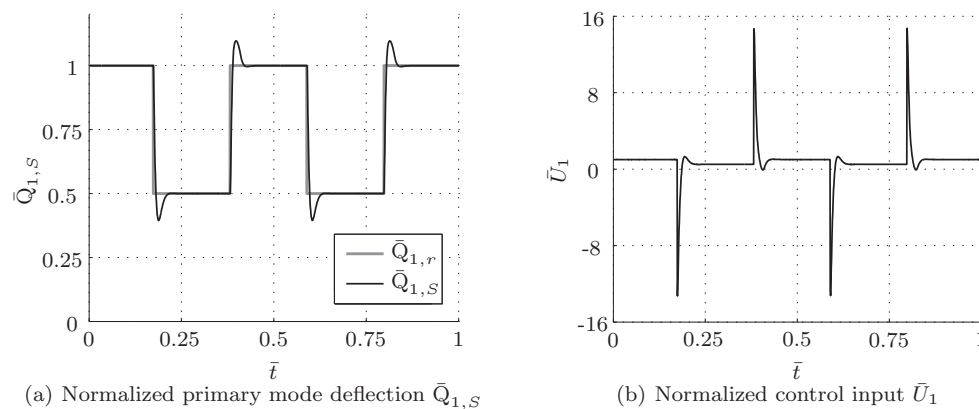 1
0.75
0.5
0.25
0
Q̄1,S
Q̄1,r
Q̄1,S
0 0.25 0.5 0.75 1
t̄
(a) Normalized primary mode deflection Q̄1,S
16
8
0
-8
-16
Ū1
0 0.25 0.5 0.75 1
t̄
(b) Normalized control input Ū1